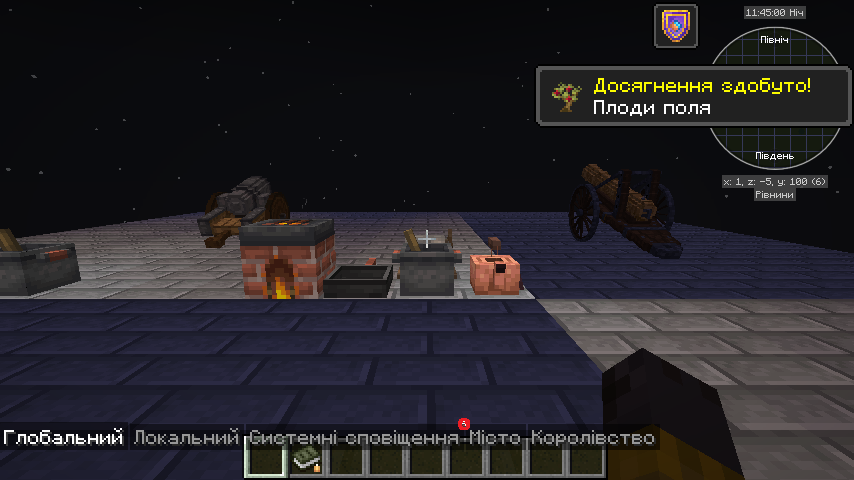 11:45:00 Ніч
Північ
Досягнення здобуто!
Плоди поля
Південь
x: 1, z: -5, y: 100 (6)
Рівнини
Глобальний Локальний Системні сповіщення Місто Королівство